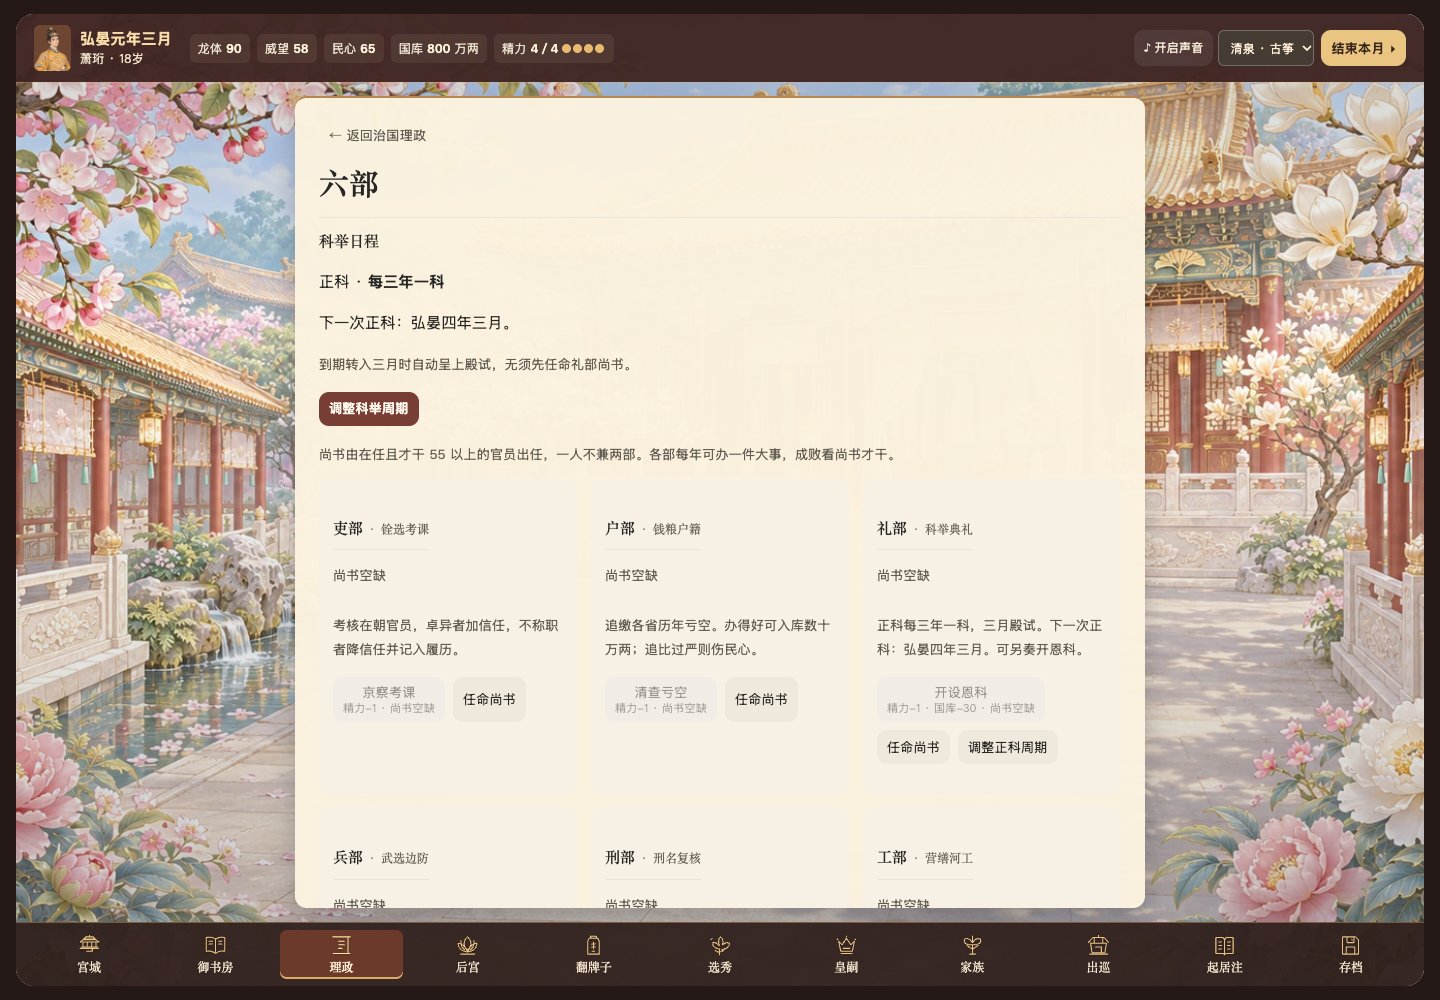 弘晏元年三月
萧珩 · 18岁
龙体 90
威望 58
民心 65
国库 800 万两
精力 4 / 4
♪ 开启声音
清泉 · 古筝
结束本月
← 返回治国理政
六部
科举日程
正科 · 每三年一科
下一次正科：弘晏四年三月。
到期转入三月时自动呈上殿试，无须先任命礼部尚书。
调整科举周期
尚书由在任且才干 55 以上的官员出任，一人不兼两部。各部每年可办一件大事，成败看尚书才干。
吏部 · 铨选考课
尚书空缺
考核在朝官员，卓异者加信任，不称职
者降信任并记入履历。
京察考课
精力−1 · 尚书空缺
任命尚书
户部 · 钱粮户籍
尚书空缺
追缴各省历年亏空。办得好可入库数十
万两；追比过严则伤民心。
清查亏空
精力−1 · 尚书空缺
任命尚书
礼部 · 科举典礼
尚书空缺
正科每三年一科，三月殿试。下一次正
科：弘晏四年三月。可另奏开恩科。
开设恩科
精力−1 · 国库−30 · 尚书空缺
任命尚书
调整正科周期
兵部 · 武选边防
尚书空缺
刑部 · 刑名复核
尚书空缺
工部 · 营缮河工
尚书空缺
宫城
御书房
理政
后宫
翻牌子
选秀
皇嗣
家族
出巡
起居注
存档